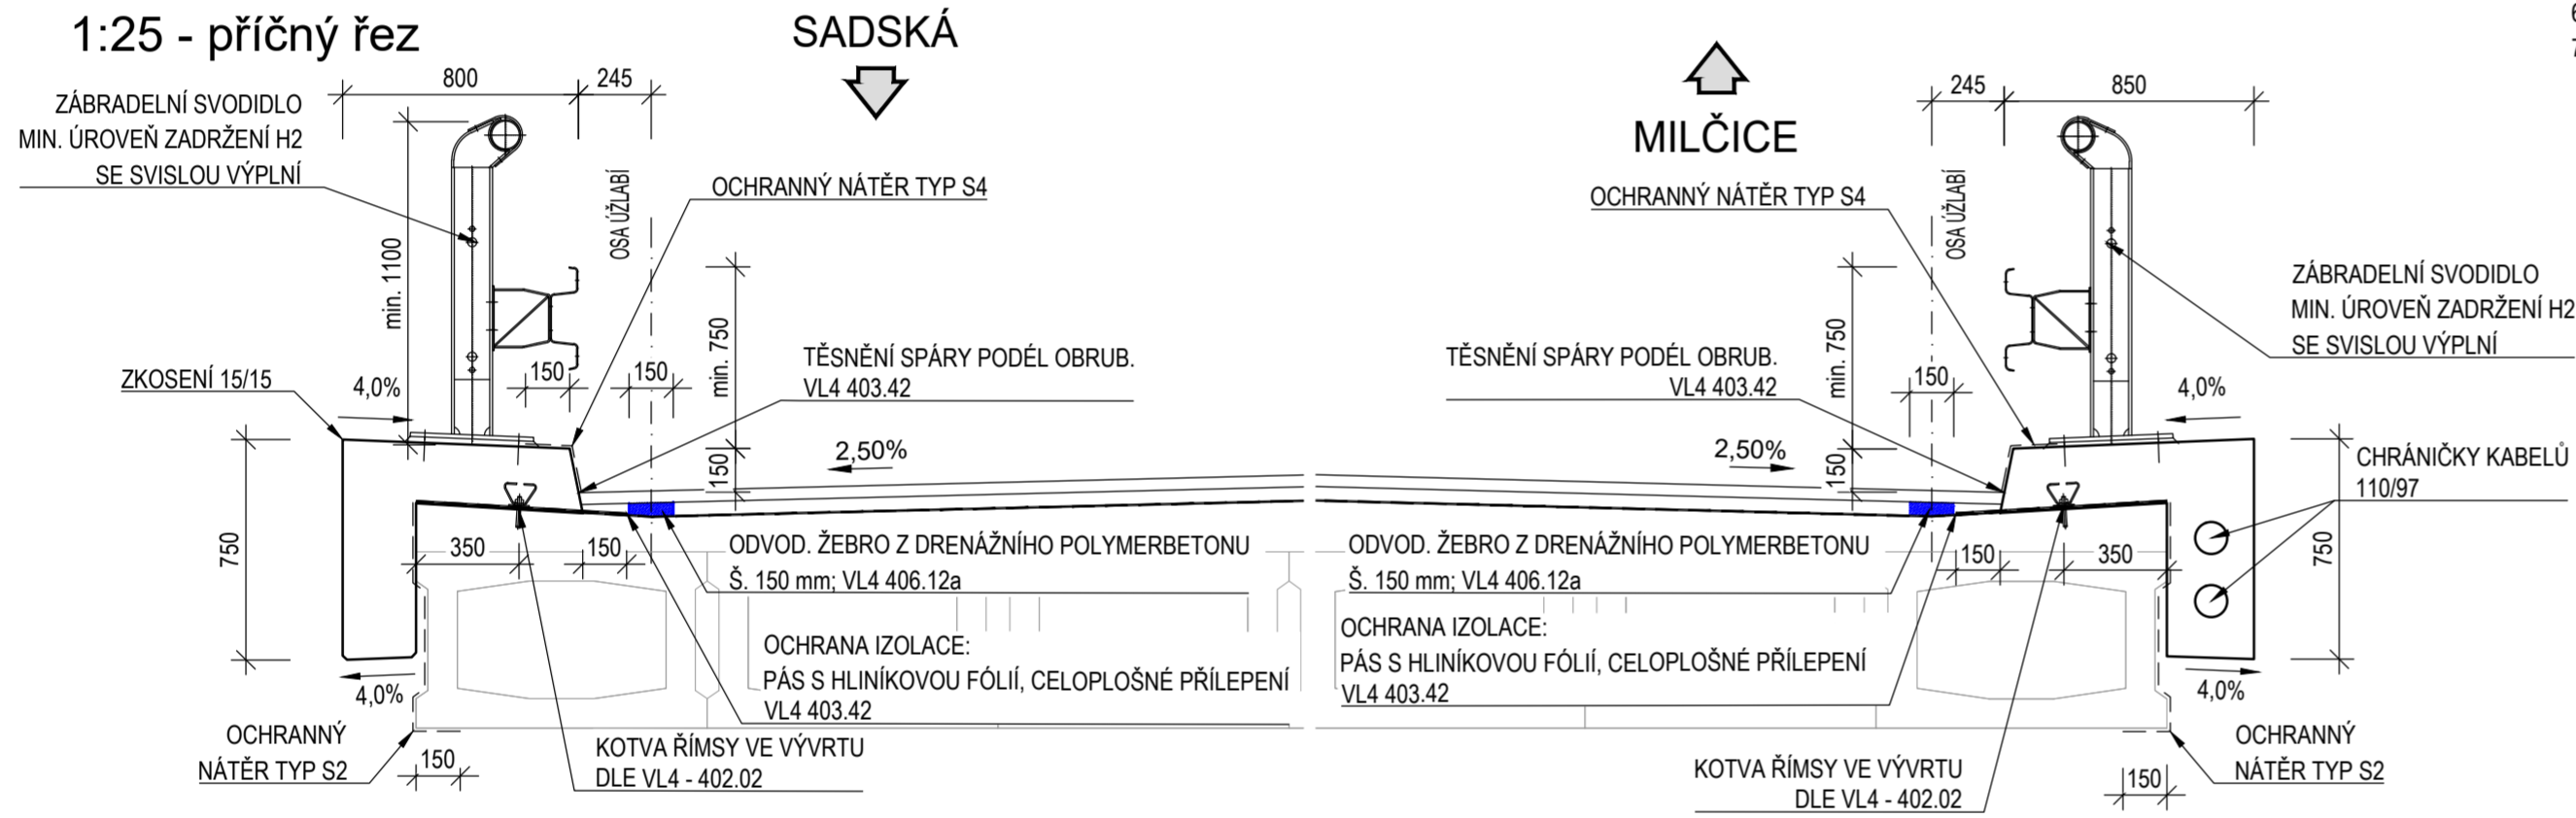 1:25 - příčný řez
SADSKÁ
800
245
ZÁBRADELNÍ SVODIDLO
MIN. ÚROVEŇ ZADRŽENÍ H2
SE SVISLOU VÝPLNÍ
min. 1100
OSA ÚŽLABÍ
OCHRANNÝ NÁTĚR TYP S4
min. 750
150
150
150
TĚSNĚNÍ SPÁRY PODÉL OBRUB.
VL4 403.42
ZKOSENÍ 15/15
4,0%
2,50%
750
350
150
ODVOD. ŽEBRO Z DRENÁŽNÍHO POLYMERBETONU
Š. 150 mm; VL4 406.12a
OCHRANA IZOLACE:
PÁS S HLINÍKOVOU FÓLIÍ, CELOPLOŠNÉ PŘÍLEPENÍ
VL4 403.42
4,0%
OCHRANNÝ
NÁTĚR TYP S2
150
KOTVA ŘÍMSY VE VÝVRTU
DLE VL4 - 402.02
MILČICE
245
850
OCHRANNÝ NÁTĚR TYP S4
OSA ÚŽLABÍ
min. 750
150
150
ZÁBRADELNÍ SVODIDLO
MIN. ÚROVEŇ ZADRŽENÍ H2
SE SVISLOU VÝPLNÍ
TĚSNĚNÍ SPÁRY PODÉL OBRUB.
VL4 403.42
4,0%
2,50%
CHRÁNIČKY KABELŮ
110/97
750
150
350
ODVOD. ŽEBRO Z DRENÁŽNÍHO POLYMERBETONU
Š. 150 mm; VL4 406.12a
OCHRANA IZOLACE:
PÁS S HLINÍKOVOU FÓLIÍ, CELOPLOŠNÉ PŘÍLEPENÍ
VL4 403.42
4,0%
OCHRANNÝ
NÁTĚR TYP S2
150
KOTVA ŘÍMSY VE VÝVRTU
DLE VL4 - 402.02